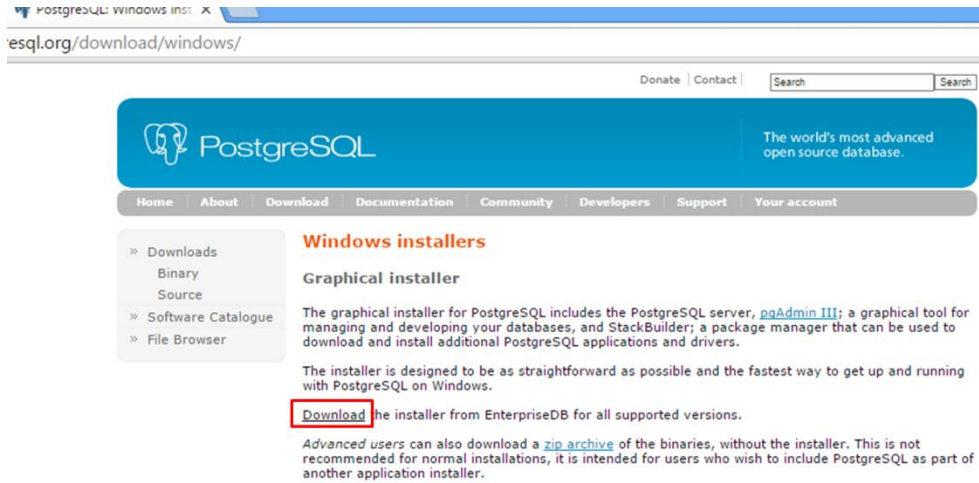 PostgreSQL: Windows inst X
resql.org/download/windows/
Donate | Contact |
Search
Search
PostgreSQL
The world's most advanced
open source database.
Home About Download Documentation Community Developers Support Your account
» Downloads
Binary
Source
» Software Catalogue
» File Browser
Windows installers
Graphical installer
The graphical installer for PostgreSQL includes the PostgreSQL server, pgAdmin III; a graphical tool for
managing and developing your databases, and StackBuilder; a package manager that can be used to
download and install additional PostgreSQL applications and drivers.
The installer is designed to be as straightforward as possible and the fastest way to get up and running
with PostgreSQL on Windows.
Download the installer from EnterpriseDB for all supported versions.
Advanced users can also download a zip archive of the binaries, without the installer. This is not
recommended for normal installations, it is intended for users who wish to include PostgreSQL as part of
another application installer.